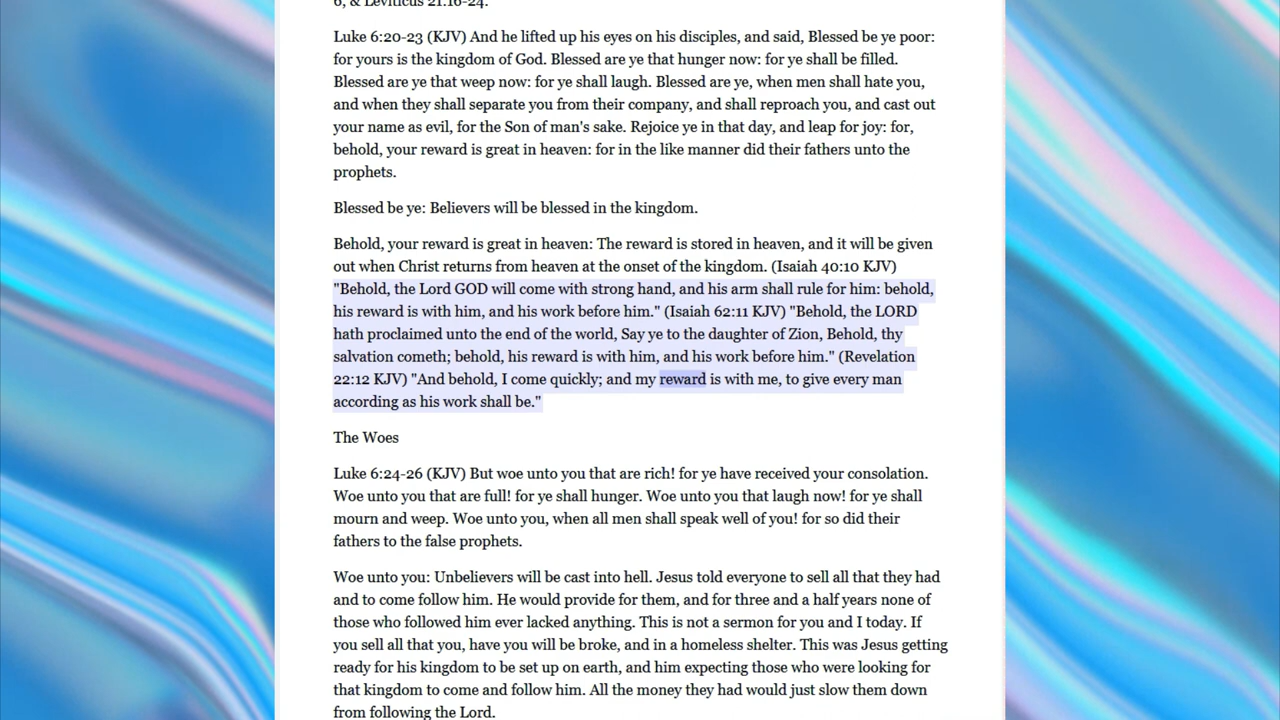 6, & Leviticus 21:16-24.
Luke 6:20-23 (KJV) And he lifted up his eyes on his disciples, and said, Blessed be ye poor:
for yours is the kingdom of God. Blessed are ye that hunger now: for ye shall be filled.
Blessed are ye that weep now: for ye shall laugh. Blessed are ye, when men shall hate you,
and when they shall separate you from their company, and shall reproach you, and cast out
your name as evil, for the Son of man's sake. Rejoice ye in that day, and leap for joy: for,
behold, your reward is great in heaven: for in the like manner did their fathers unto the
prophets.
Blessed be ye: Believers will be blessed in the kingdom.
Behold, your reward is great in heaven: The reward is stored in heaven, and it will be given
out when Christ returns from heaven at the onset of the kingdom. (Isaiah 40:10 KJV)
"Behold, the Lord GOD will come with strong hand, and his arm shall rule for him: behold,
his reward is with him, and his work before him." (Isaiah 62:11 KJV) "Behold, the LORD
hath proclaimed unto the end of the world, Say ye to the daughter of Zion, Behold, thy
salvation cometh; behold, his reward is with him, and his work before him." (Revelation
22:12 KJV) "And behold, I come quickly; and my reward is with me, to give every man
according as his work shall be."
The Woes
Luke 6:24-26 (KJV) But woe unto you that are rich! for ye have received your consolation.
Woe unto you that are full! for ye shall hunger. Woe unto you that laugh now! for ye shall
mourn and weep. Woe unto you, when all men shall speak well of you! for so did their
fathers to the false prophets.
Woe unto you: Unbelievers will be cast into hell. Jesus told everyone to sell all that they had
and to come follow him. He would provide for them, and for three and a half years none of
those who followed him ever lacked anything. This is not a sermon for you and I today. If
you sell all that you, have you will be broke, and in a homeless shelter. This was Jesus getting
ready for his kingdom to be set up on earth, and him expecting those who were looking for
that kingdom to come and follow him. All the money they had would just slow them down
from following the Lord.